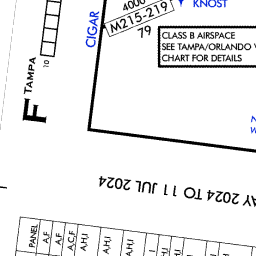 4000
KNOST
CIGAR
M215-219
79
CLASS B AIRSPACE
SEE TAMPA/ORLANDO
CHART FOR DETAILS
TAMPA
F
10
2024 TO 11 JUL 2024
PANEL
A,F
A,F
A,C,F
A,H,I
A,H,I
A,H,I
A,H,I